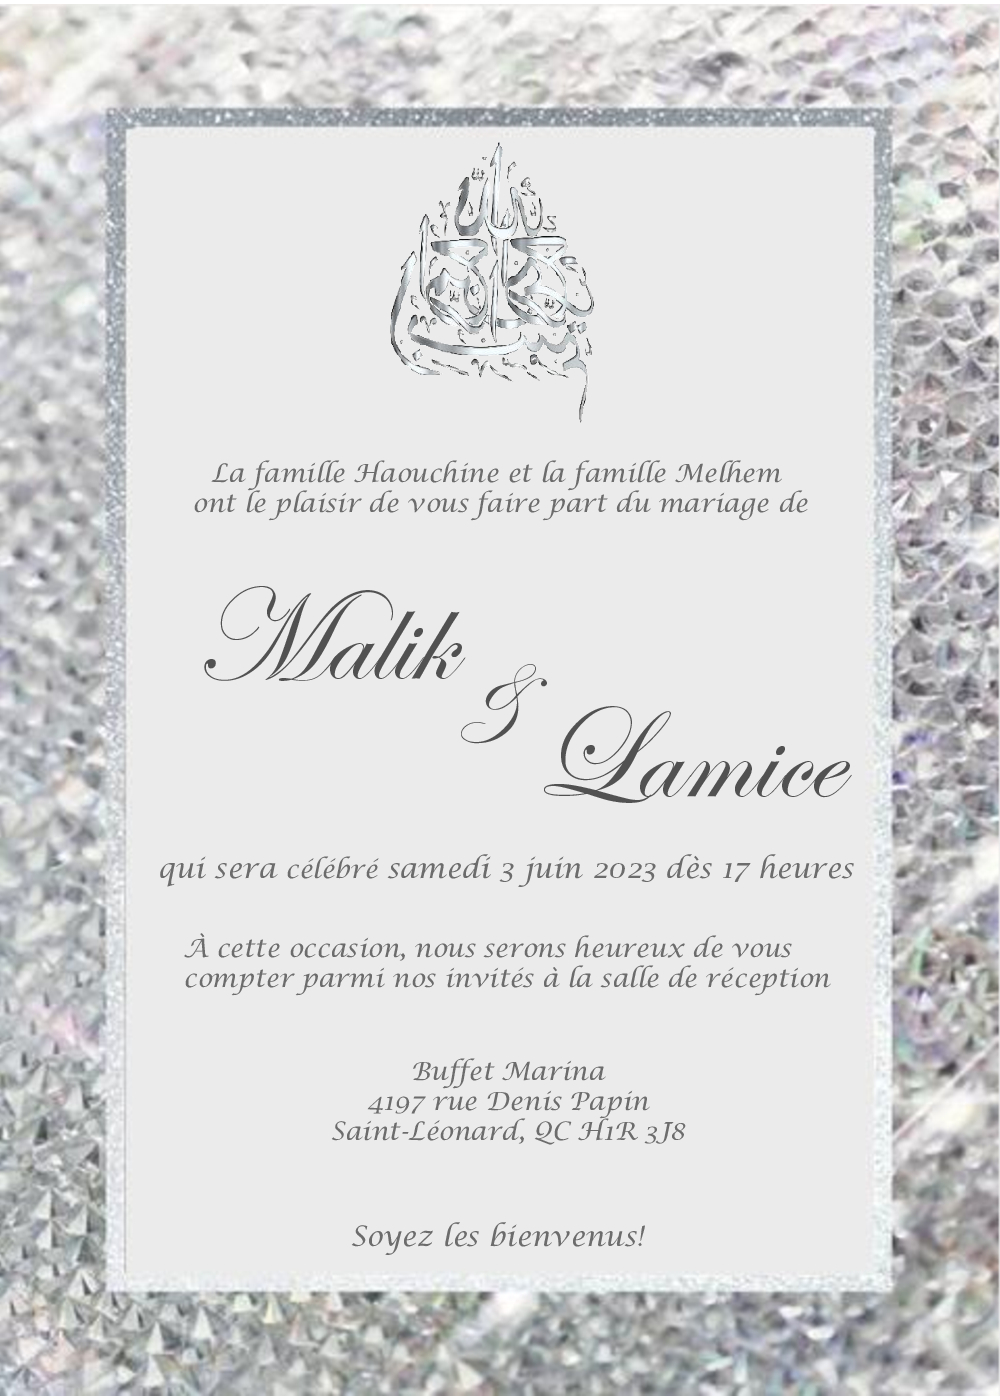 La famille Haouchine et la famille Melhem
ont le plaisir de vous faire part du mariage de
Malik
&
Lamice
qui sera célébré samedi 3 juin 2023 dès 17 heures
À cette occasion, nous serons heureux de vous
compter parmi nos invités à la salle de réception
Buffet Marina
4197 rue Denis Papin
Saint-Léonard, QC H1R 3J8
Soyez les bienvenus!